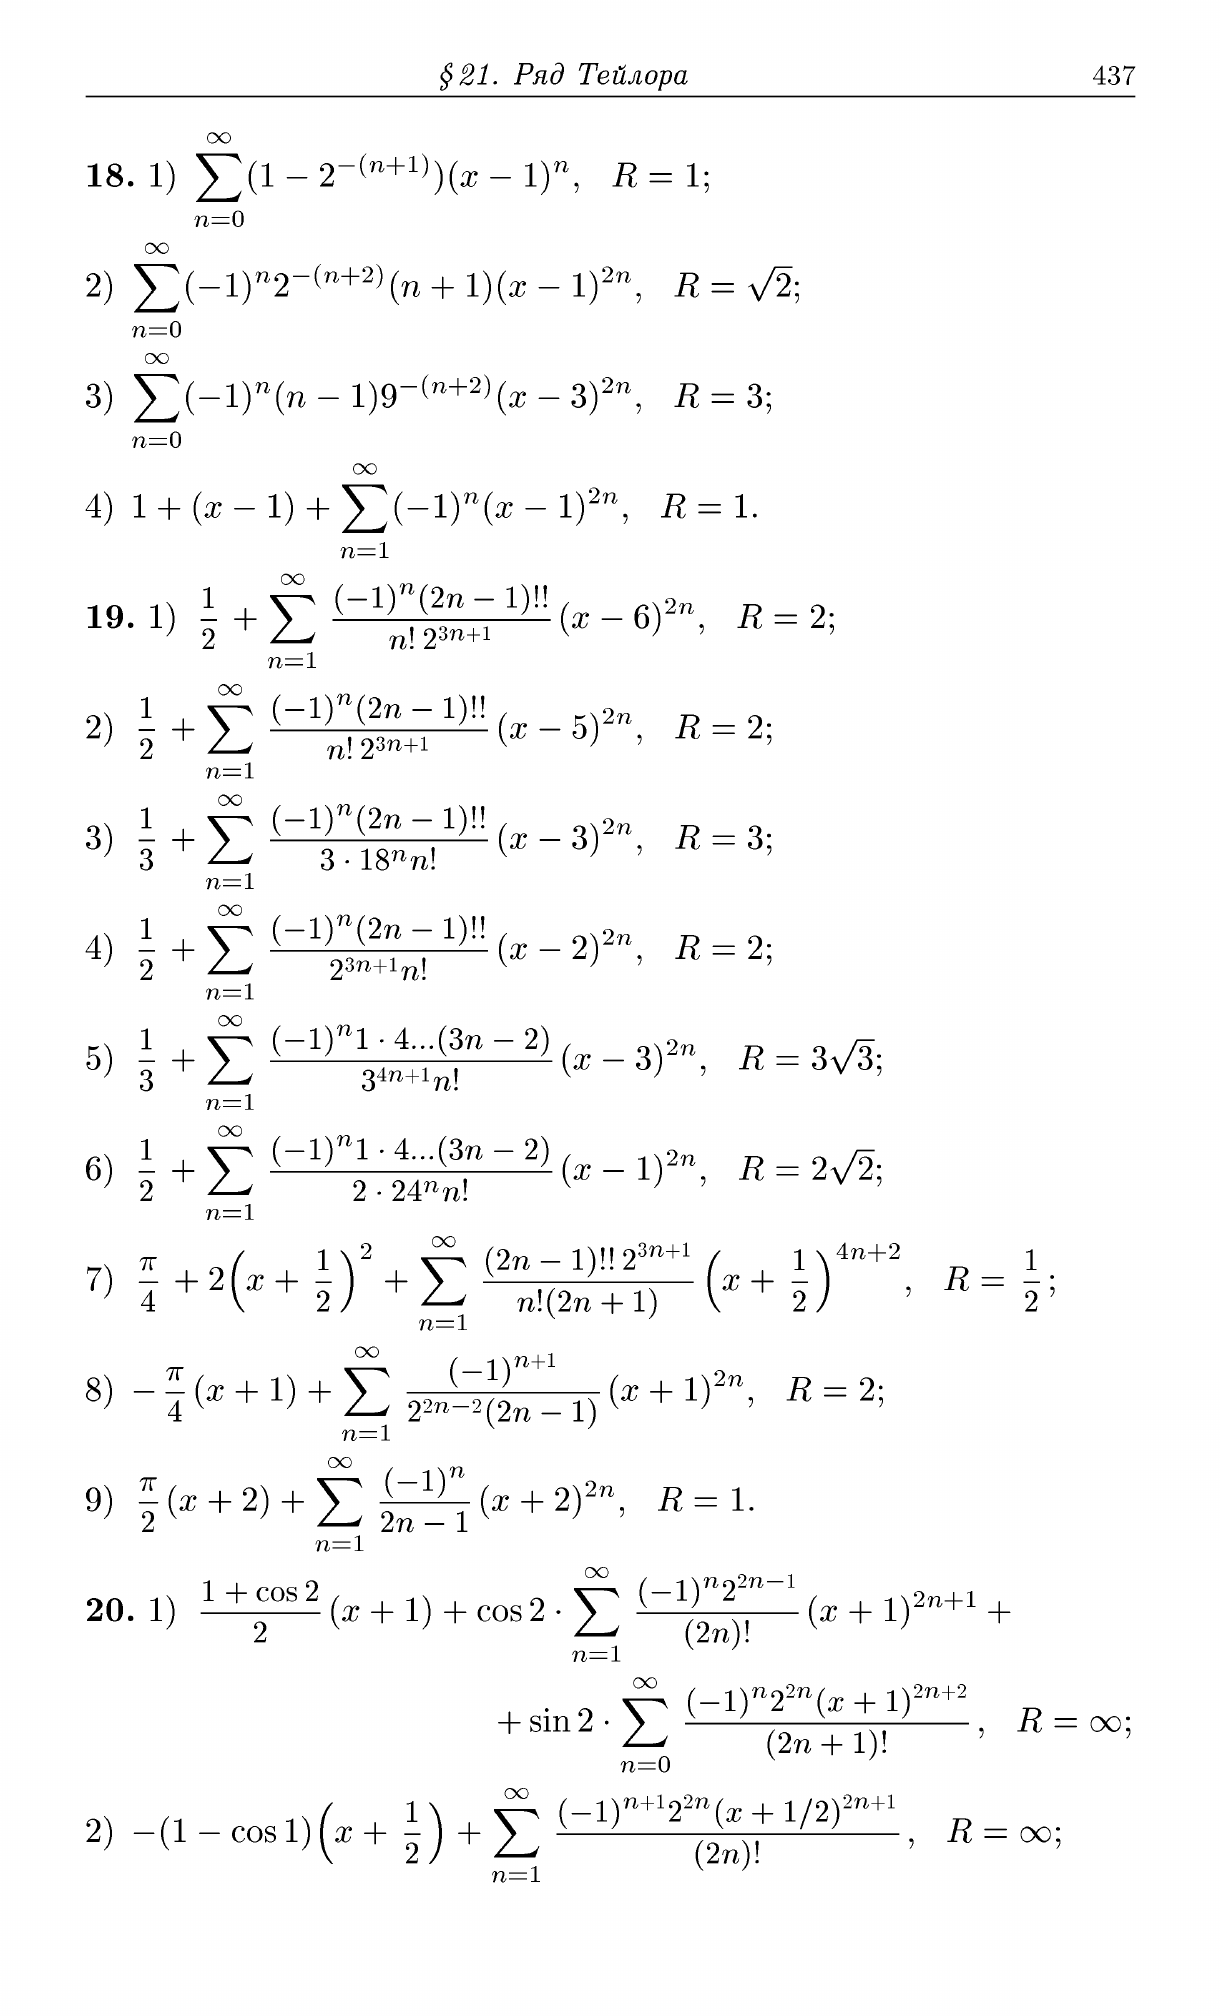 § 21. Ряд Тейлора 437
18. 1) $\sum_{n=0}^{\infty}(1-2^{-(n+1)})(x-1)^n, \quad R=1;$
2) $\sum_{n=0}^{\infty}(-1)^n 2^{-(n+2)}(n+1)(x-1)^{2n}, \quad R=\sqrt{2};$
3) $\sum_{n=0}^{\infty}(-1)^n(n-1)9^{-(n+2)}(x-3)^{2n}, \quad R=3;$
4) $1+(x-1)+\sum_{n=1}^{\infty}(-1)^n(x-1)^{2n}, \quad R=1.$
19. 1) $\frac{1}{2}+\sum_{n=1}^{\infty}\frac{(-1)^n(2n-1)!!}{n!\,2^{3n+1}}(x-6)^{2n}, \quad R=2;$
2) $\frac{1}{2}+\sum_{n=1}^{\infty}\frac{(-1)^n(2n-1)!!}{n!\,2^{3n+1}}(x-5)^{2n}, \quad R=2;$
3) $\frac{1}{3}+\sum_{n=1}^{\infty}\frac{(-1)^n(2n-1)!!}{3\cdot 18^n n!}(x-3)^{2n}, \quad R=3;$
4) $\frac{1}{2}+\sum_{n=1}^{\infty}\frac{(-1)^n(2n-1)!!}{2^{3n+1}n!}(x-2)^{2n}, \quad R=2;$
5) $\frac{1}{3}+\sum_{n=1}^{\infty}\frac{(-1)^n 1\cdot 4...(3n-2)}{3^{4n+1}n!}(x-3)^{2n}, \quad R=3\sqrt{3};$
6) $\frac{1}{2}+\sum_{n=1}^{\infty}\frac{(-1)^n 1\cdot 4...(3n-2)}{2\cdot 24^n n!}(x-1)^{2n}, \quad R=2\sqrt{2};$
7) $\frac{\pi}{4}+2\left(x+\frac{1}{2}\right)^2+\sum_{n=1}^{\infty}\frac{(2n-1)!!\,2^{3n+1}}{n!(2n+1)}\left(x+\frac{1}{2}\right)^{4n+2}, \quad R=\frac{1}{2};$
8) $-\frac{\pi}{4}(x+1)+\sum_{n=1}^{\infty}\frac{(-1)^{n+1}}{2^{2n-2}(2n-1)}(x+1)^{2n}, \quad R=2;$
9) $\frac{\pi}{2}(x+2)+\sum_{n=1}^{\infty}\frac{(-1)^n}{2n-1}(x+2)^{2n}, \quad R=1.$
20. 1) $\frac{1+\cos 2}{2}(x+1)+\cos 2\cdot\sum_{n=1}^{\infty}\frac{(-1)^n 2^{2n-1}}{(2n)!}(x+1)^{2n+1}+$
$+\sin 2\cdot\sum_{n=0}^{\infty}\frac{(-1)^n 2^{2n}(x+1)^{2n+2}}{(2n+1)!}, \quad R=\infty;$
2) $-(1-\cos 1)\left(x+\frac{1}{2}\right)+\sum_{n=1}^{\infty}\frac{(-1)^{n+1}2^{2n}(x+1/2)^{2n+1}}{(2n)!}, \quad R=\infty;$